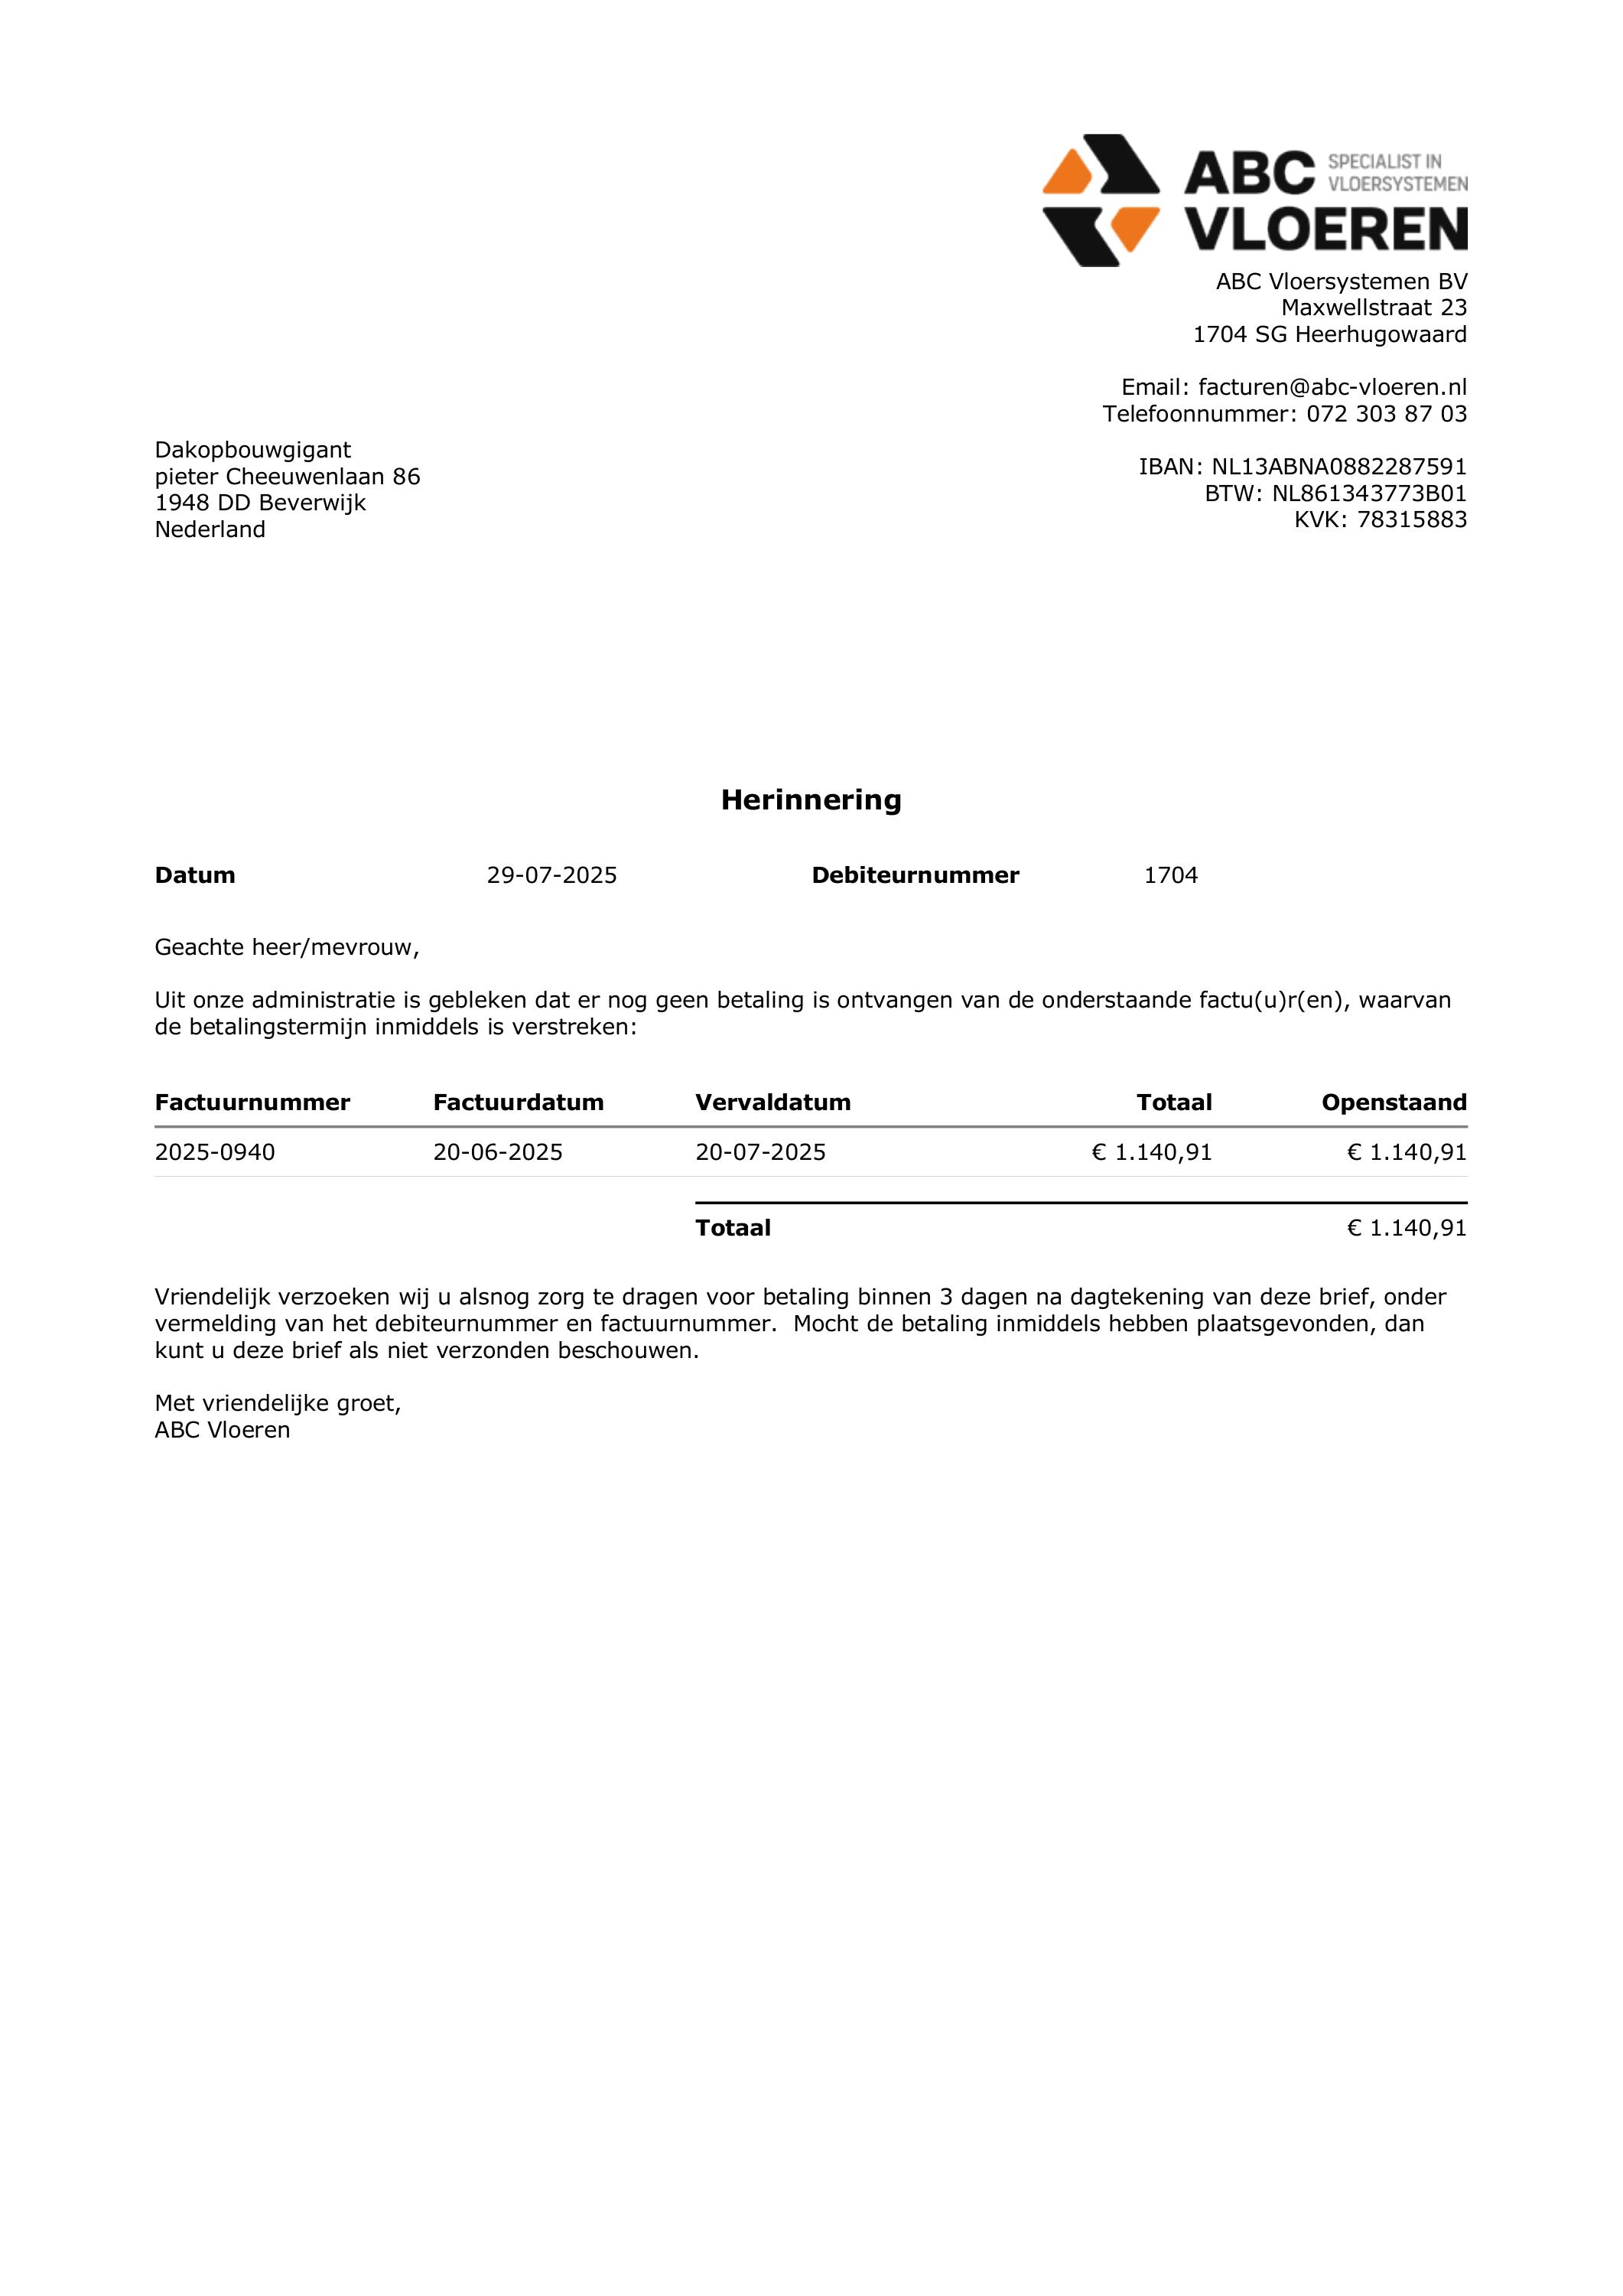 ABC SPECIALIST IN
VLOERSYSTEMEN
VLOEREN
ABC Vloersystemen BV
Maxwellstraat 23
1704 SG Heerhugowaard
Email: facturen@abc-vloeren.nl
Telefoonnummer: 072 303 87 03
IBAN: NL13ABNA0882287591
BTW: NL861343773B01
KVK: 78315883
Dakopbouwgigant
pieter Cheeuwenlaan 86
1948 DD Beverwijk
Nederland
Herinnering
Datum 29-07-2025 Debiteurnummer 1704
Geachte heer/mevrouw,
Uit onze administratie is gebleken dat er nog geen betaling is ontvangen van de onderstaande factu(u)r(en), waarvan
de betalingstermijn inmiddels is verstreken:
Factuurnummer Factuurdatum Vervaldatum Totaal Openstaand
2025-0940 20-06-2025 20-07-2025 € 1.140,91 € 1.140,91
Totaal € 1.140,91
Vriendelijk verzoeken wij u alsnog zorg te dragen voor betaling binnen 3 dagen na dagtekening van deze brief, onder
vermelding van het debiteurnummer en factuurnummer.  Mocht de betaling inmiddels hebben plaatsgevonden, dan
kunt u deze brief als niet verzonden beschouwen.
Met vriendelijke groet,
ABC Vloeren